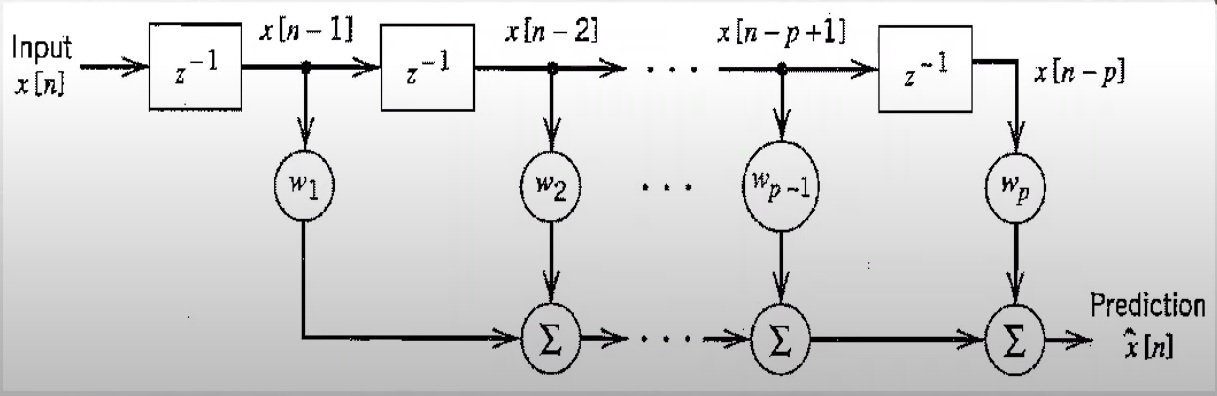 Input
x[n]
z⁻¹
x[n – 1]
z⁻¹
x[n – 2]
. . .
x[n – p +1]
z⁻¹
x[n – p]
w₁
w₂
. . .
wₚ₋₁
wₚ
Σ
. . .
Σ
Σ
Prediction
x̂[n]